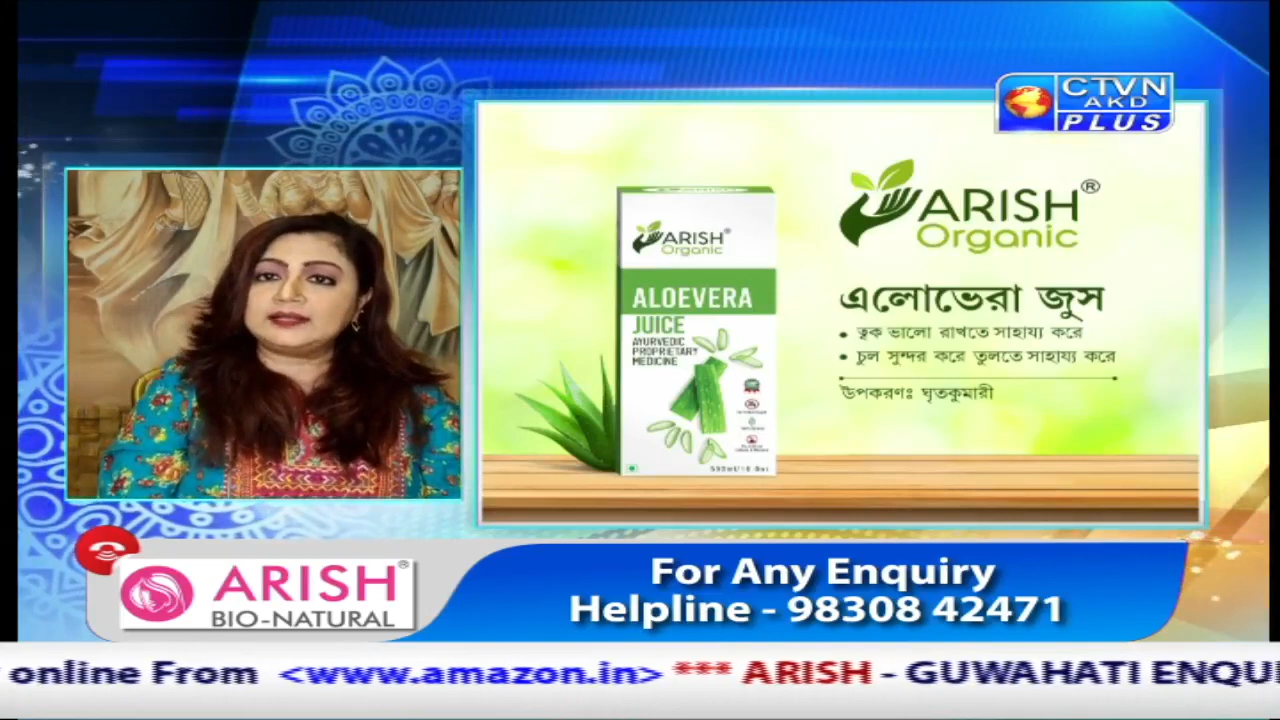 CTVN
AKD
PLUS
ARISH®
Organic
এলোভেরা জুস
• ত্বক ভালো রাখতে সাহায্য করে
• চুল সুন্দর করে তুলতে সাহায্য করে
উপকরণঃ ঘৃতকুমারী
ARISH®
Organic
ALOEVERA
JUICE
AYURVEDIC
PROPRIETARY
MEDICINE
ARISH®
BIO-NATURAL
For Any Enquiry
Helpline - 98308 42471
online From <www.amazon.in> *** ARISH - GUWAHATI ENQU